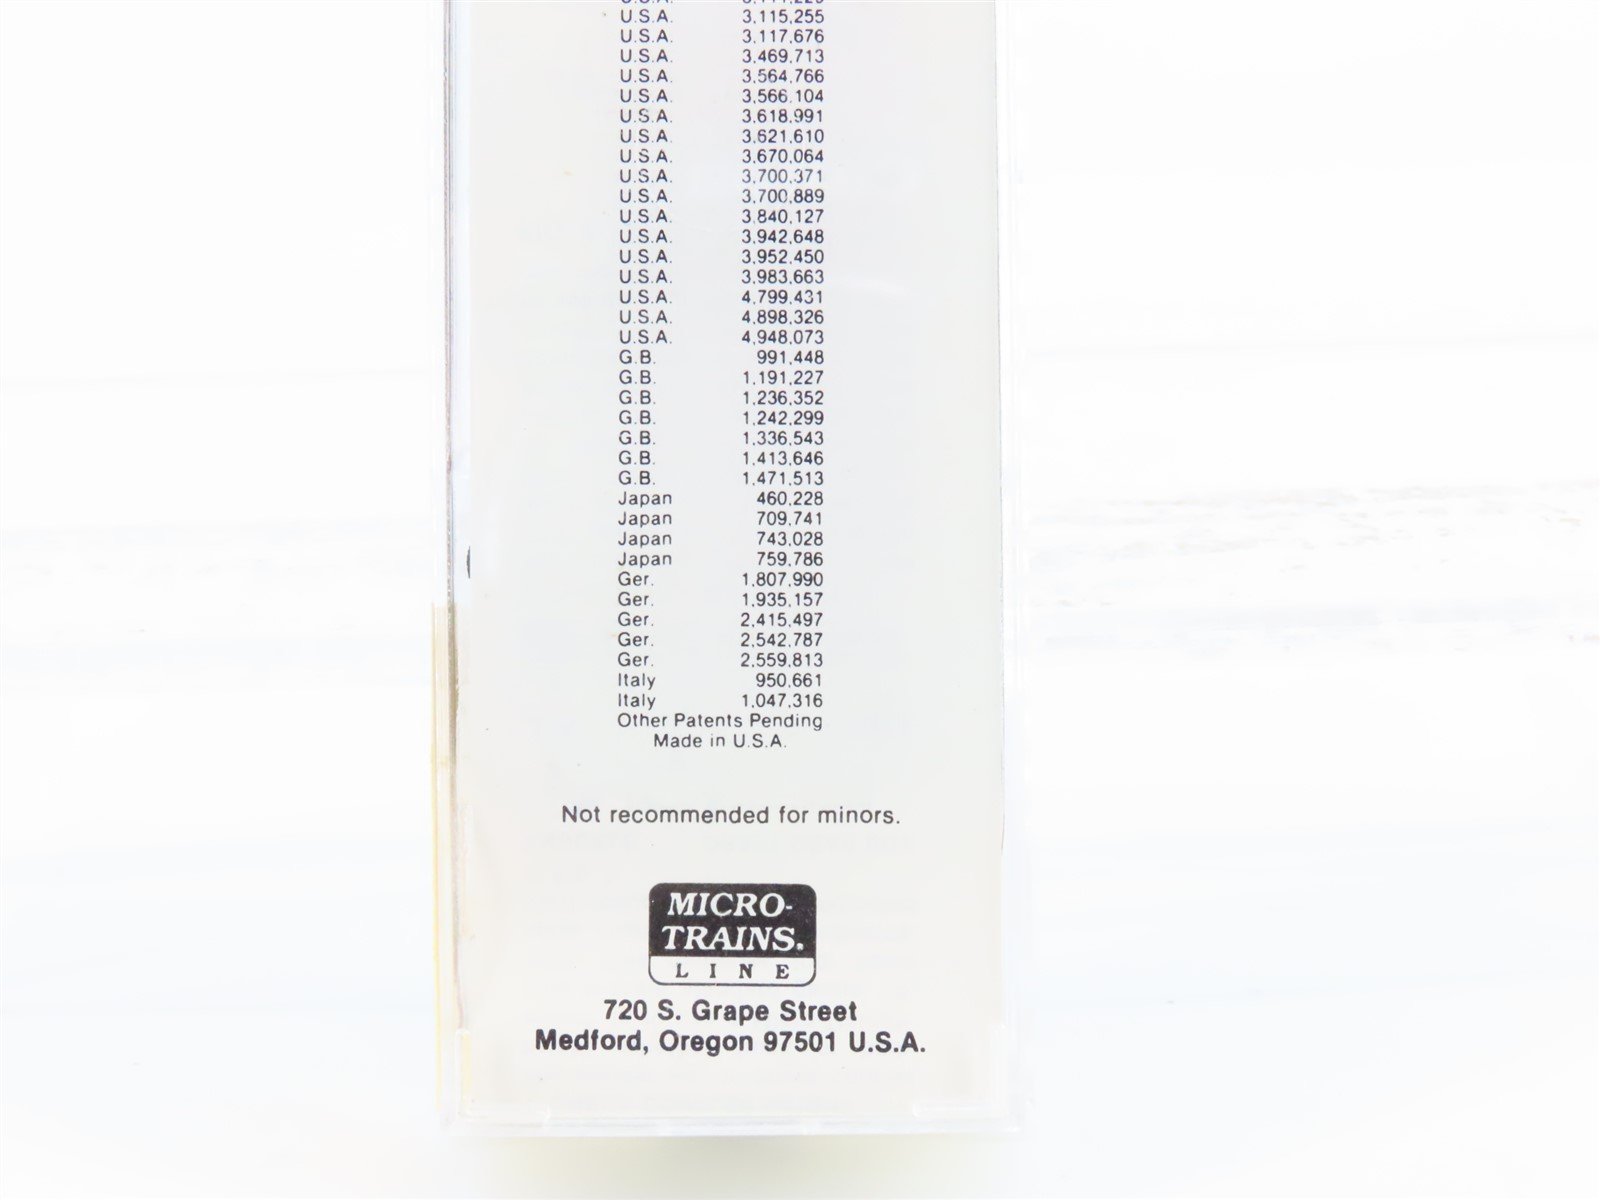 U.S.A. 3,115,255
U.S.A. 3,117,676
U.S.A. 3,469,713
U.S.A. 3,564,766
U.S.A. 3,566,104
U.S.A. 3,618,991
U.S.A. 3,621,610
U.S.A. 3,670,064
U.S.A. 3,700,371
U.S.A. 3,700,889
U.S.A. 3,840,127
U.S.A. 3,942,648
U.S.A. 3,952,450
U.S.A. 3,983,663
U.S.A. 4,799,431
U.S.A. 4,898,326
U.S.A. 4,948,073
G.B. 991,448
G.B. 1,191,227
G.B. 1,236,352
G.B. 1,242,299
G.B. 1,336,543
G.B. 1,413,646
G.B. 1,471,513
Japan 460,228
Japan 709,741
Japan 743,028
Japan 759,786
Ger. 1,807,990
Ger. 1,935,157
Ger. 2,415,497
Ger. 2,542,787
Ger. 2,559,813
Italy 950,661
Italy 1,047,316
Other Patents Pending
Made in U.S.A.
Not recommended for minors.
MICRO-
TRAINS®
LINE
720 S. Grape Street
Medford, Oregon 97501 U.S.A.